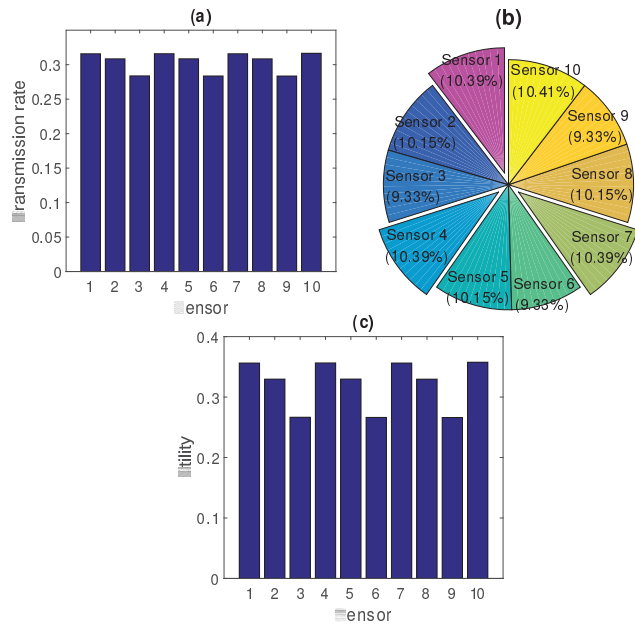 (a)
0.3
0.25
0.2
0.15
0.1
0.05
0
ransmission rate
1 2 3 4 5 6 7 8 9 10
ensor
(b)
Sensor 1
(10.39%)
Sensor 10
(10.41%)
Sensor 2
(10.15%)
Sensor 9
(9.33%)
Sensor 3
(9.33%)
Sensor 8
(10.15%)
Sensor 4
(10.39%)
Sensor 7
(10.39%)
Sensor 5
(10.15%)
Sensor 6
(9.33%)
(c)
0.4
0.3
0.2
0.1
0
tility
1 2 3 4 5 6 7 8 9 10
ensor